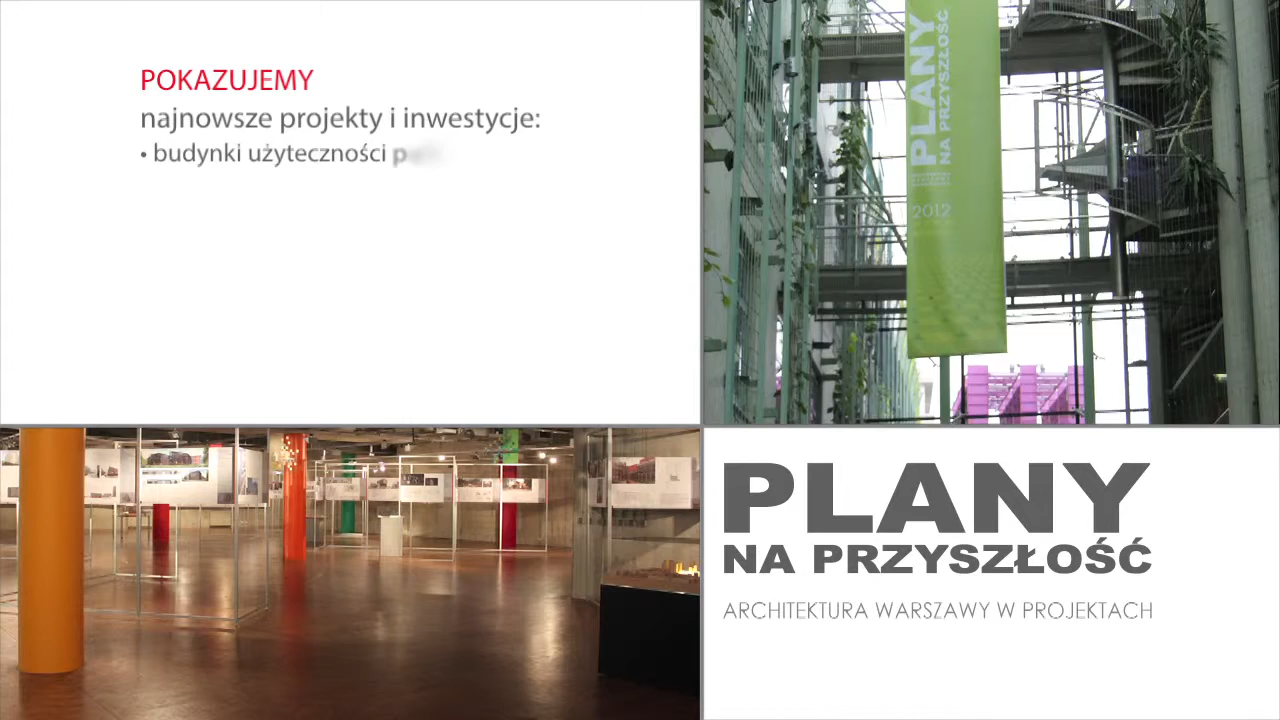 POKAZUJEMY
najnowsze projekty i inwestycje:
• budynki użyteczności
PLANY
NA PRZYSZŁOŚĆ
2012
PLANY
NA PRZYSZŁOŚĆ
ARCHITEKTURA WARSZAWY W PROJEKTACH